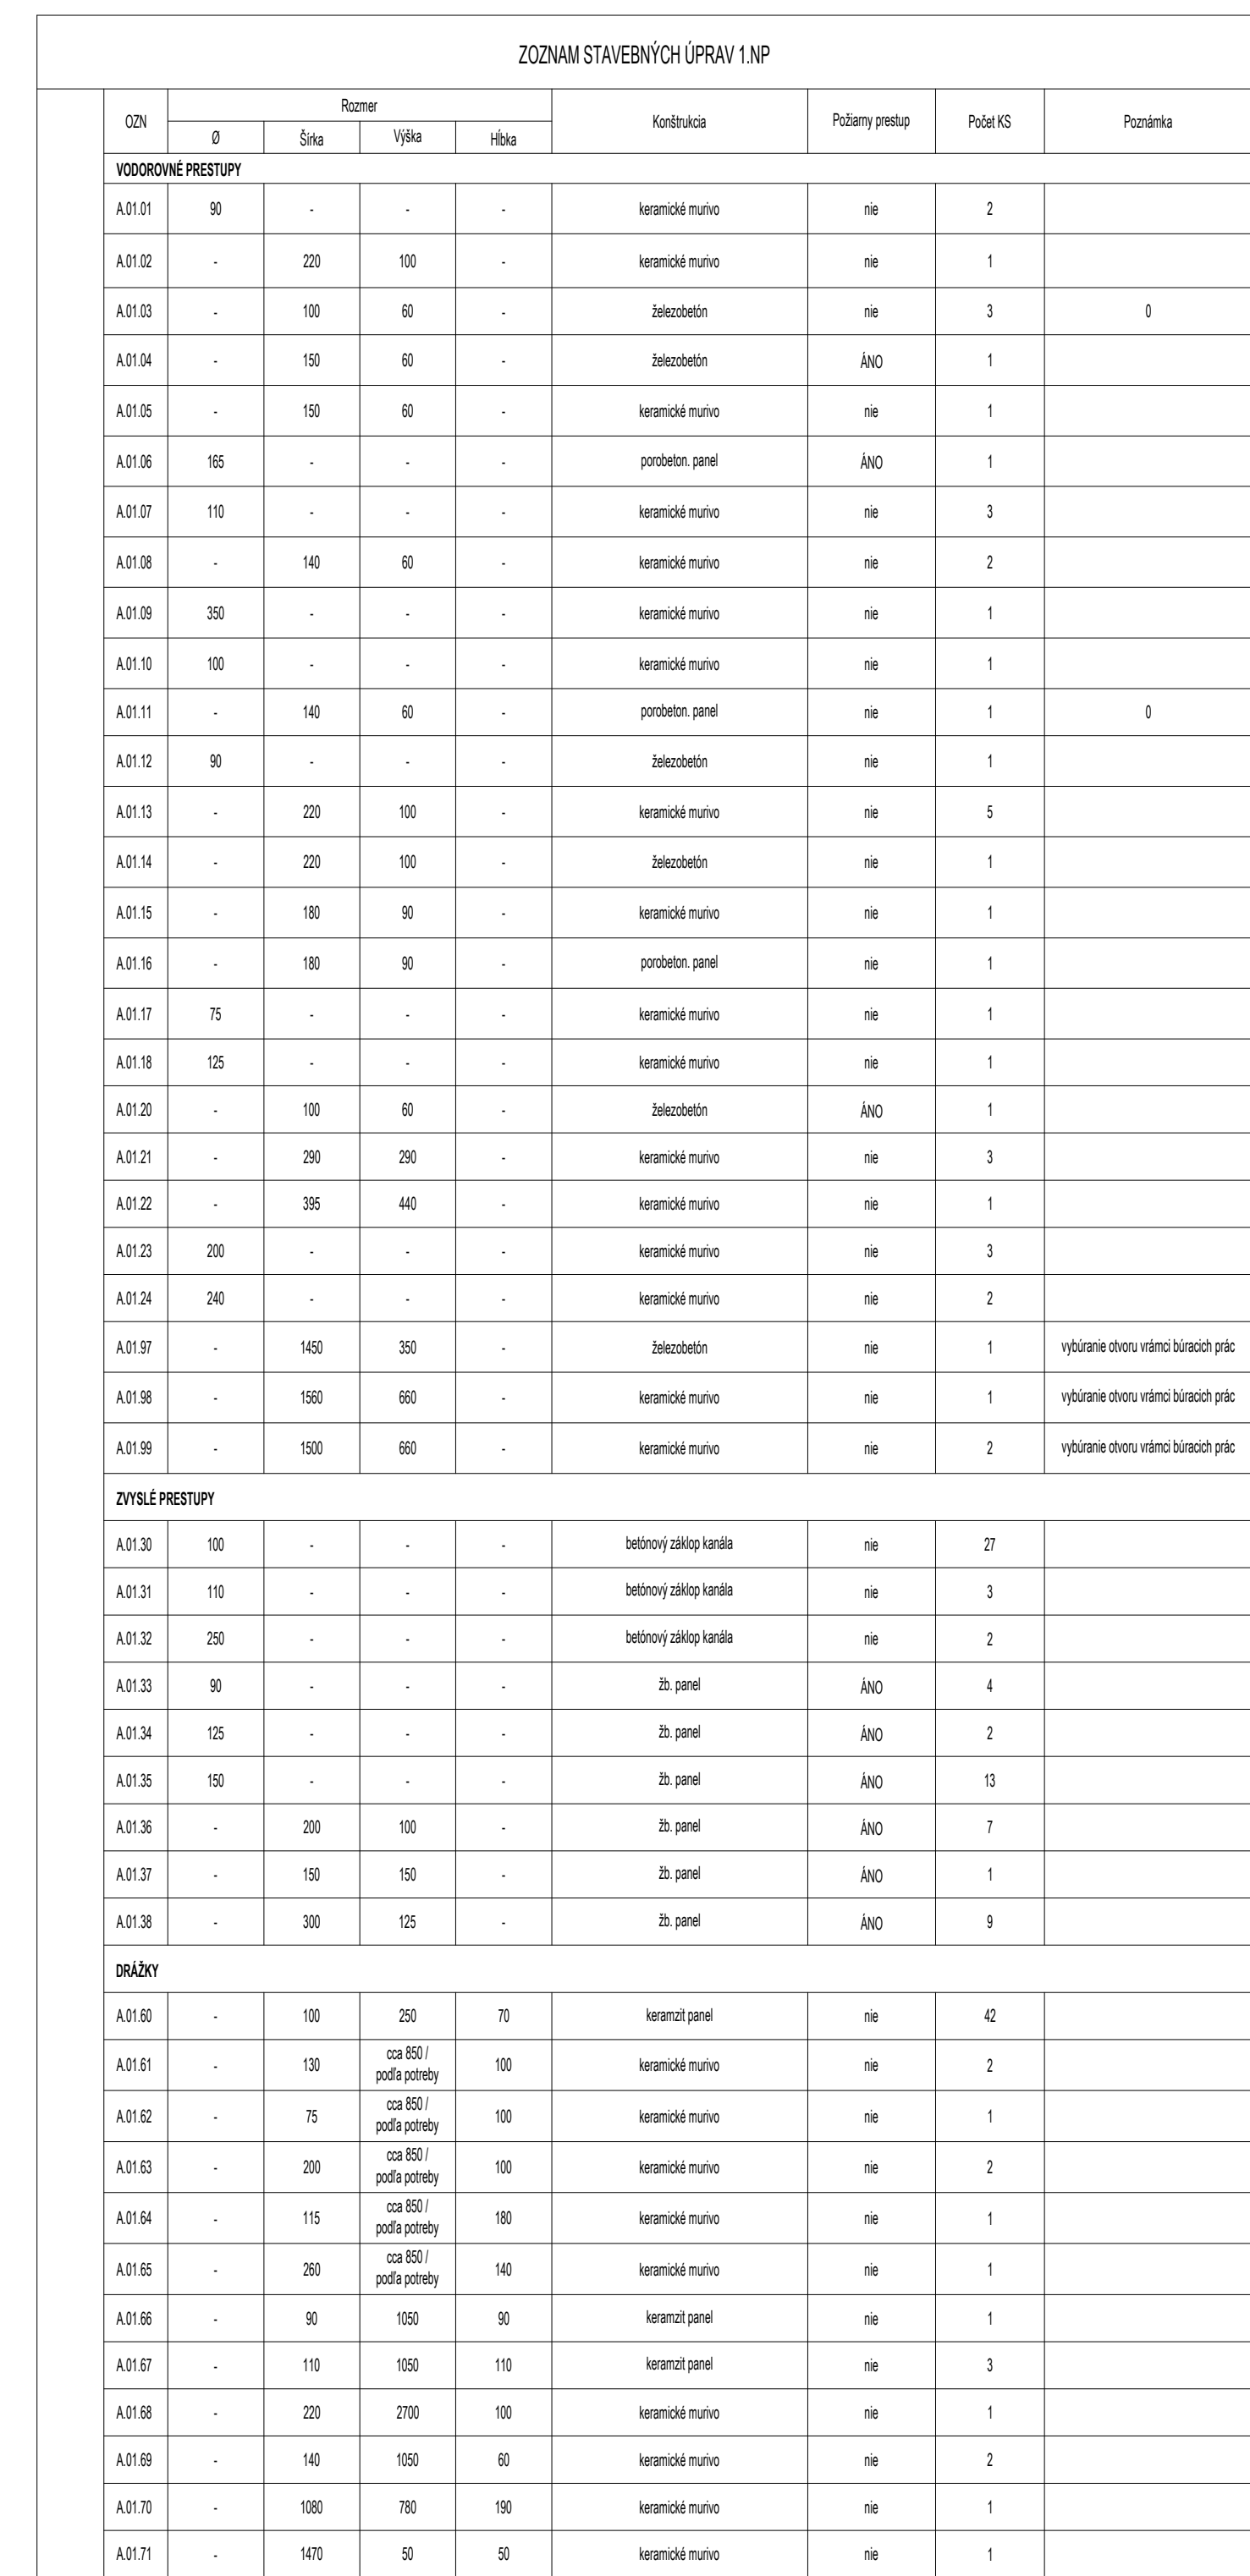 ZOZNAM STAVEBNÝCH ÚPRAV 1.NP
OZN Rozmer Konštrukcia Požiarny prestup Počet KS Poznámka
Ø Šírka Výška Hĺbka
VODOROVNÉ PRESTUPY
A.01.01 90 - - - keramické murivo nie 2
A.01.02 - 220 100 - keramické murivo nie 1
A.01.03 - 100 60 - železobetón nie 3 0
A.01.04 - 150 60 - železobetón ÁNO 1
A.01.05 - 150 60 - keramické murivo nie 1
A.01.06 165 - - - porobeton. panel ÁNO 1
A.01.07 110 - - - keramické murivo nie 3
A.01.08 - 140 60 - keramické murivo nie 2
A.01.09 350 - - - keramické murivo nie 1
A.01.10 100 - - - keramické murivo nie 1
A.01.11 - 140 60 - porobeton. panel nie 1 0
A.01.12 90 - - - železobetón nie 1
A.01.13 - 220 100 - keramické murivo nie 5
A.01.14 - 220 100 - železobetón nie 1
A.01.15 - 180 90 - keramické murivo nie 1
A.01.16 - 180 90 - porobeton. panel nie 1
A.01.17 75 - - - keramické murivo nie 1
A.01.18 125 - - - keramické murivo nie 1
A.01.20 - 100 60 - železobetón ÁNO 1
A.01.21 - 290 290 - keramické murivo nie 3
A.01.22 - 395 440 - keramické murivo nie 1
A.01.23 200 - - - keramické murivo nie 3
A.01.24 240 - - - keramické murivo nie 2
A.01.97 - 1450 350 - železobetón nie 1 vybúranie otvoru vrámci búracich prác
A.01.98 - 1560 660 - keramické murivo nie 1 vybúranie otvoru vrámci búracich prác
A.01.99 - 1500 660 - keramické murivo nie 2 vybúranie otvoru vrámci búracich prác
ZVYSLÉ PRESTUPY
A.01.30 100 - - - betónový záklop kanála nie 27
A.01.31 110 - - - betónový záklop kanála nie 3
A.01.32 250 - - - betónový záklop kanála nie 2
A.01.33 90 - - - žb. panel ÁNO 4
A.01.34 125 - - - žb. panel ÁNO 2
A.01.35 150 - - - žb. panel ÁNO 13
A.01.36 - 200 100 - žb. panel ÁNO 7
A.01.37 - 150 150 - žb. panel ÁNO 1
A.01.38 - 300 125 - žb. panel ÁNO 9
DRÁŽKY
A.01.60 - 100 250 70 keramzit panel nie 42
A.01.61 - 130 cca 850 / podľa potreby 100 keramické murivo nie 2
A.01.62 - 75 cca 850 / podľa potreby 100 keramické murivo nie 1
A.01.63 - 200 cca 850 / podľa potreby 100 keramické murivo nie 2
A.01.64 - 115 cca 850 / podľa potreby 180 keramické murivo nie 1
A.01.65 - 260 cca 850 / podľa potreby 140 keramické murivo nie 1
A.01.66 - 90 1050 90 keramzit panel nie 1
A.01.67 - 110 1050 110 keramzit panel nie 3
A.01.68 - 220 2700 100 keramické murivo nie 1
A.01.69 - 140 1050 60 keramické murivo nie 2
A.01.70 - 1080 780 190 keramické murivo nie 1
A.01.71 - 1470 50 50 keramické murivo nie 1